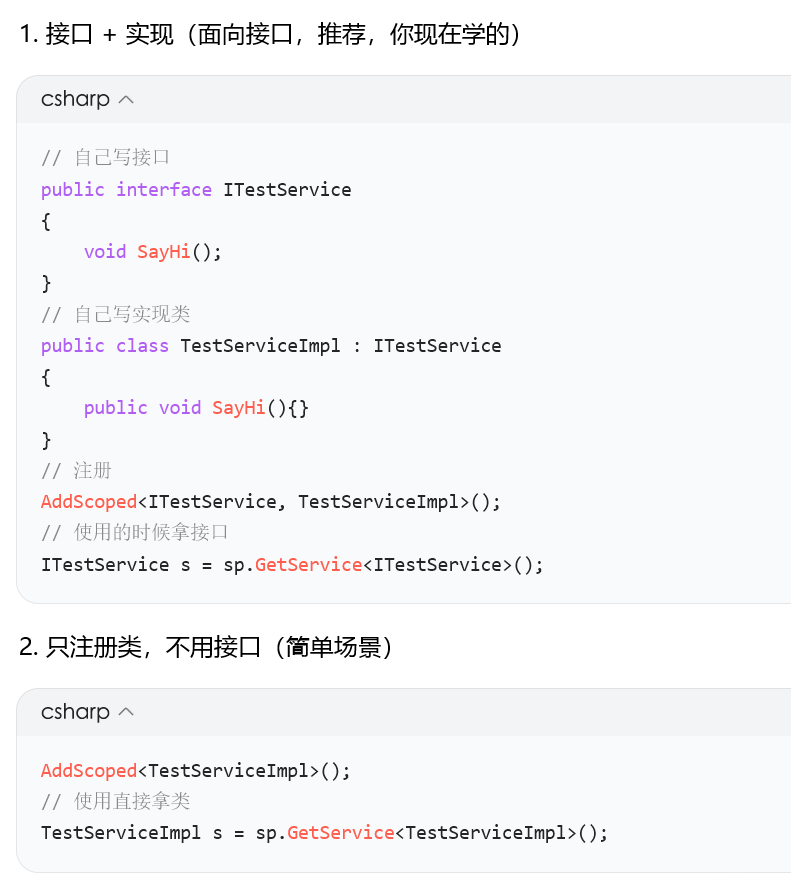 1. 接口 + 实现（面向接口，推荐，你现在学的）
csharp
// 自己写接口
public interface ITestService
{
    void SayHi();
}
// 自己写实现类
public class TestServiceImpl : ITestService
{
    public void SayHi(){}
}
// 注册
AddScoped<ITestService, TestServiceImpl>();
// 使用的时候拿接口
ITestService s = sp.GetService<ITestService>();
2. 只注册类，不用接口（简单场景）
csharp
AddScoped<TestServiceImpl>();
// 使用直接拿类
TestServiceImpl s = sp.GetService<TestServiceImpl>();